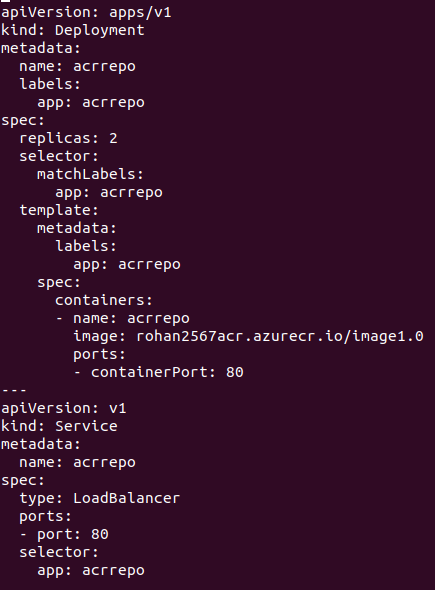 apiVersion: apps/v1
kind: Deployment
metadata:
  name: acrrepo
  labels:
    app: acrrepo
spec:
  replicas: 2
  selector:
    matchLabels:
      app: acrrepo
  template:
    metadata:
      labels:
        app: acrrepo
    spec:
      containers:
      - name: acrrepo
        image: rohan2567acr.azurecr.io/image1.0
        ports:
        - containerPort: 80
---
apiVersion: v1
kind: Service
metadata:
  name: acrrepo
spec:
  type: LoadBalancer
  ports:
  - port: 80
  selector:
    app: acrrepo